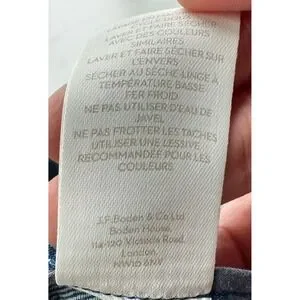 LAVER ET FAIRE SÉCHER
AVEC DES COULEURS
SIMILAIRES
LAVER ET FAIRE SÉCHER SUR
L'ENVERS
SÉCHER AU SÈCHE-LINGE À
TEMPÉRATURE BASSE
FER FROID
NE PAS UTILISER D'EAU DE
JAVEL
NE PAS FROTTER LES TACHES
UTILISER UNE LESSIVE
RECOMMANDÉE POUR LES
COULEURS
J.P.Boden & Co Ltd
Boden House,
114-120 Victoria Road,
London,
NW10 6NY